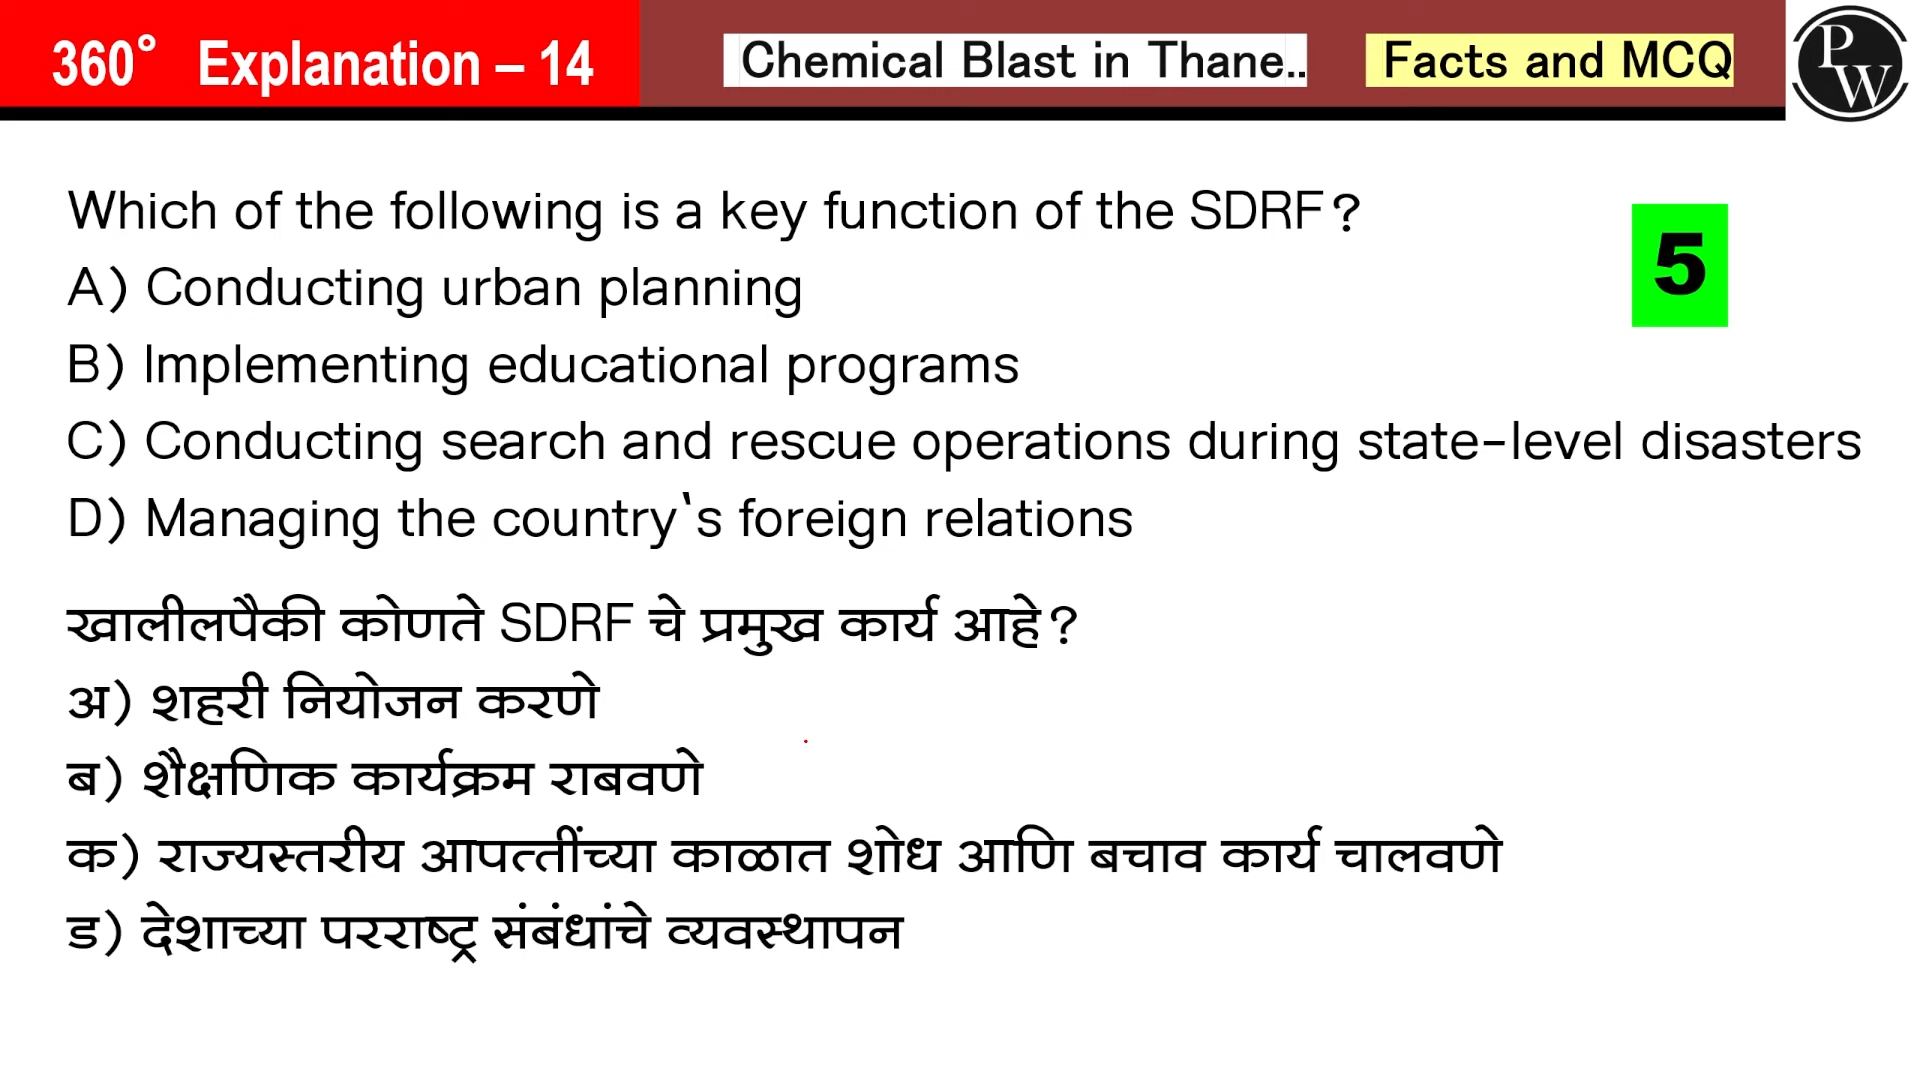 360° Explanation – 14
Chemical Blast in Thane..
Facts and MCQ
PW
Which of the following is a key function of the SDRF?
5
A) Conducting urban planning
B) Implementing educational programs
C) Conducting search and rescue operations during state-level disasters
D) Managing the country‵s foreign relations
खालीलपैकी कोणते SDRF चे प्रमुख कार्य आहे?
अ) शहरी नियोजन करणे
ब) शैक्षणिक कार्यक्रम राबवणे
क) राज्यस्तरीय आपत्तींच्या काळात शोध आणि बचाव कार्य चालवणे
ड) देशाच्या परराष्ट्र संबंधांचे व्यवस्थापन